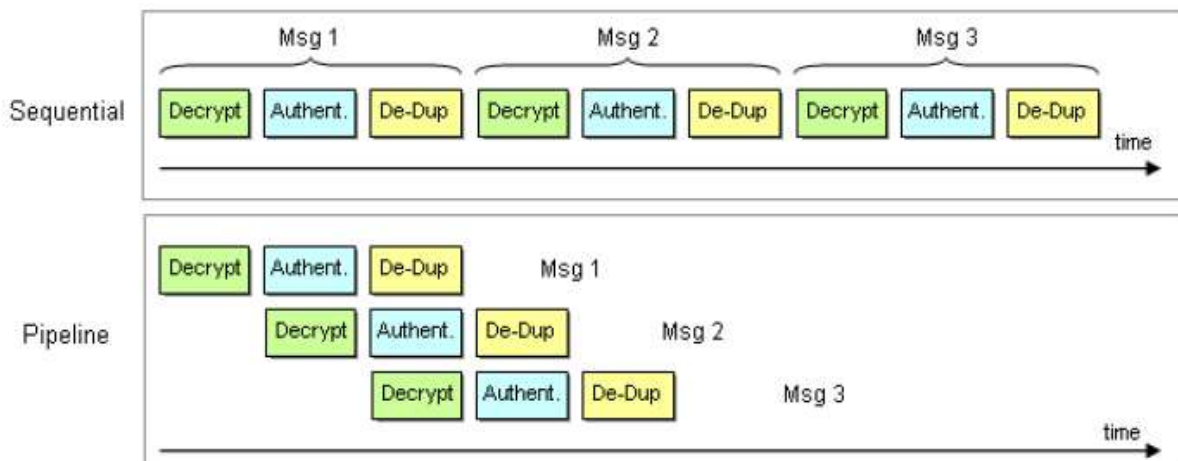 Msg 1 Msg 2 Msg 3
Sequential Decrypt Authent. De-Dup Decrypt Authent. De-Dup Decrypt Authent. De-Dup
time
Decrypt Authent. De-Dup Msg 1
Pipeline Decrypt Authent. De-Dup Msg 2
Decrypt Authent. De-Dup Msg 3
time